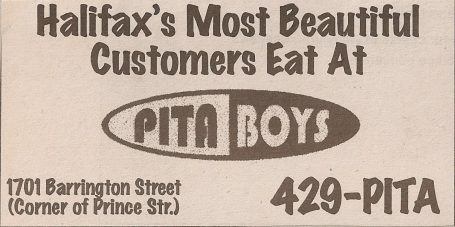 Halifax's Most Beautiful
Customers Eat At
PITA BOYS
1701 Barrington Street
(Corner of Prince Str.)
429-PITA